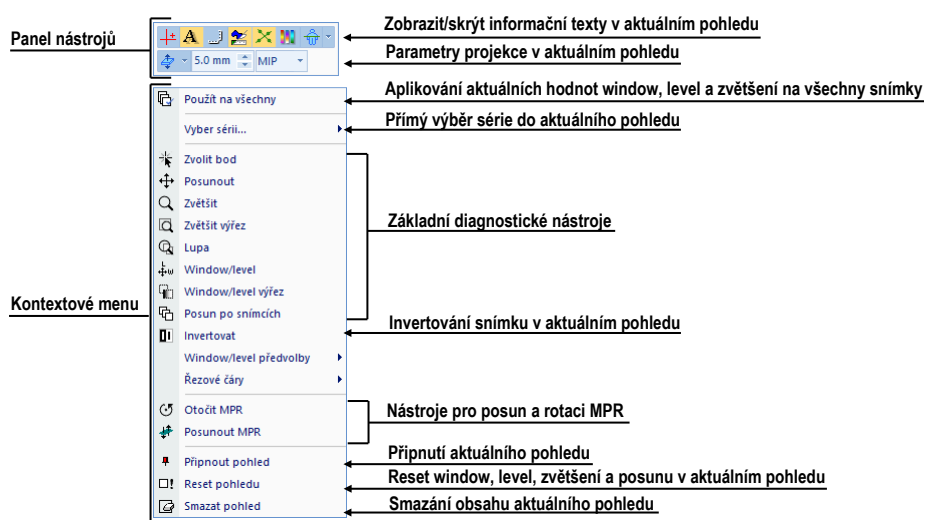 Zobrazit/skrýt informační texty v aktuálním pohledu
Panel nástrojů
A
5.0 mm
MIP
Parametry projekce v aktuálním pohledu
Použít na všechny
Aplikování aktuálních hodnot window, level a zvětšení na všechny snímky
Vyber sérii...
Přímý výběr série do aktuálního pohledu
Zvolit bod
Posunout
Zvětšit
Zvětšit výřez
Základní diagnostické nástroje
Lupa
Window/level
Window/level výřez
Kontextové menu
Posun po snímcích
Invertovat
Invertování snímku v aktuálním pohledu
Window/level předvolby
Řezové čáry
Otočit MPR
Nástroje pro posun a rotaci MPR
Posunout MPR
Připnout pohled
Připnutí aktuálního pohledu
Reset pohledu
Reset window, level, zvětšení a posunu v aktuálním pohledu
Smazat pohled
Smazání obsahu aktuálního pohledu